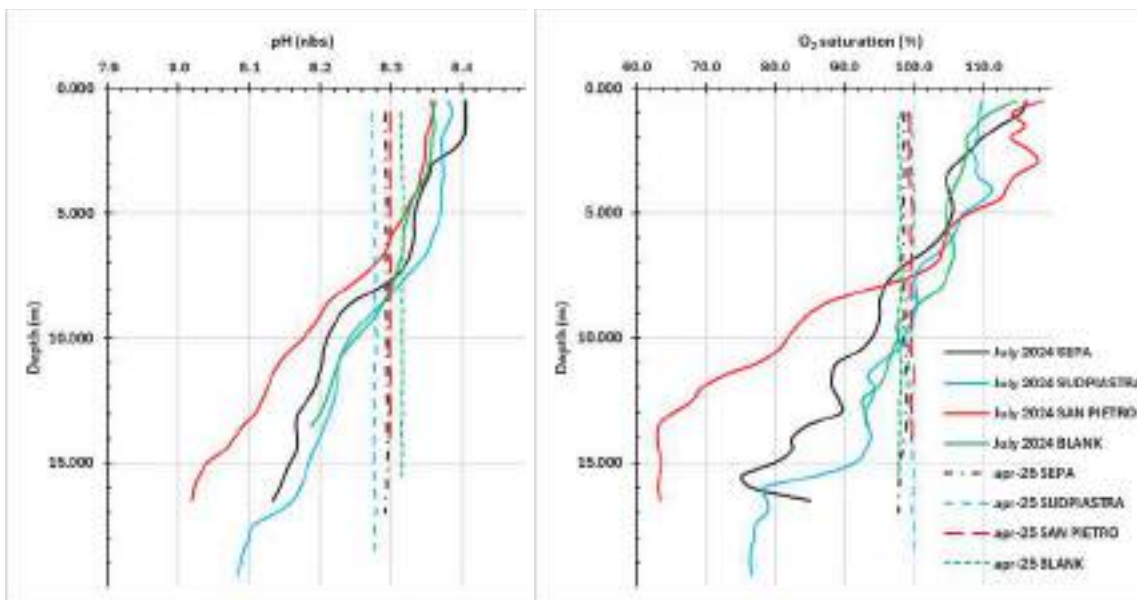 pH (nbs)
7.9 8.0 8.1 8.2 8.3 8.4
0.000
5.000
10.000
15.000
Depth (m)
O2 saturation (%)
60.0 70.0 80.0 90.0 100.0 110.0
0.000
5.000
10.000
15.000
Depth (m)
July 2024 SEPA
July 2024 SUDPIASTRA
July 2024 SAN PIETRO
July 2024 BLANK
apr-25 SEPA
apr-25 SUDPIASTRA
apr-25 SAN PIETRO
apr-25 BLANK